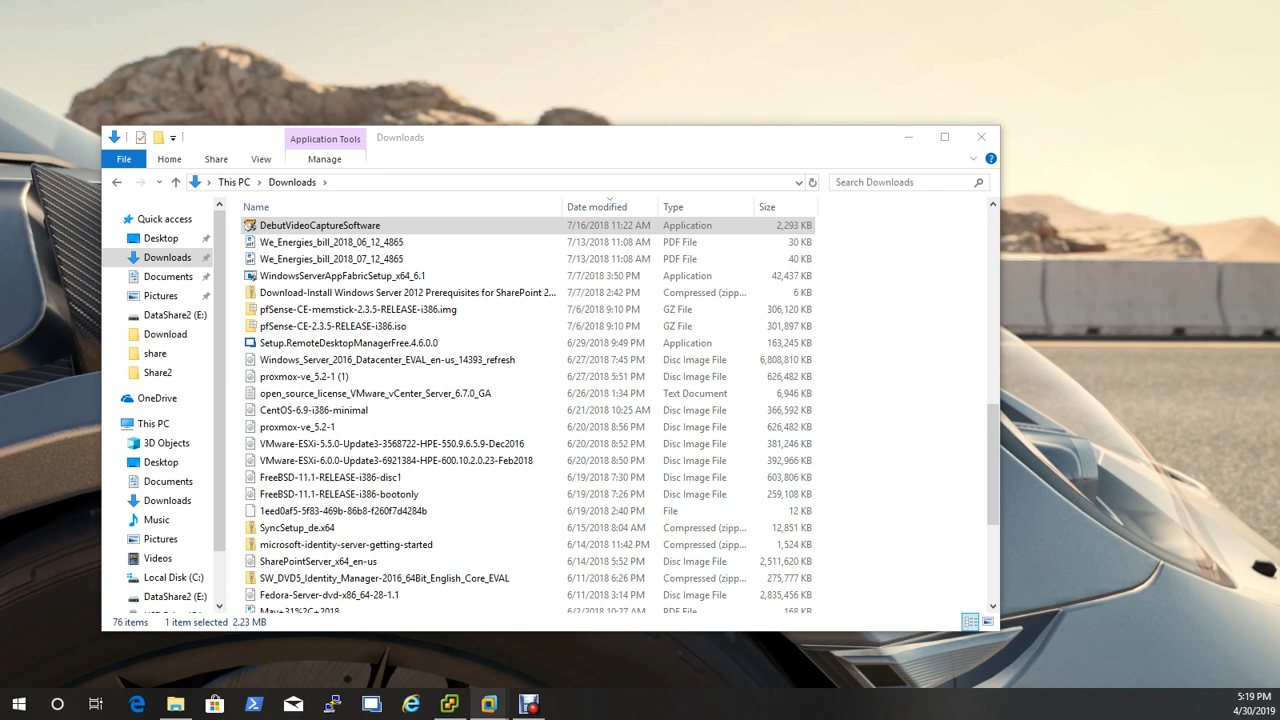 Application Tools Downloads
File Home Share View Manage
This PC Downloads Search Downloads
Name Date modified Type Size
Quick access
Desktop
Downloads
Documents
Pictures
DataShare2 (E:)
Download
share
Share2
OneDrive
This PC
3D Objects
Desktop
Documents
Downloads
Music
Pictures
Videos
Local Disk (C:)
DataShare2 (E:)
DebutVideoCaptureSoftware 7/16/2018 11:22 AM Application 2,293 KB
We_Energies_bill_2018_06_12_4865 7/13/2018 11:08 AM PDF File 30 KB
We_Energies_bill_2018_07_12_4865 7/13/2018 11:08 AM PDF File 40 KB
WindowsServerAppFabricSetup_x64_6.1 7/7/2018 3:50 PM Application 42,437 KB
Download-Install Windows Server 2012 Prerequisites for SharePoint 2... 7/7/2018 2:42 PM Compressed (zipp... 6 KB
pfSense-CE-memstick-2.3.5-RELEASE-i386.img 7/6/2018 9:10 PM GZ File 306,120 KB
pfSense-CE-2.3.5-RELEASE-i386.iso 7/6/2018 9:10 PM GZ File 301,897 KB
Setup.RemoteDesktopManagerFree.4.6.0.0 6/29/2018 9:49 PM Application 163,245 KB
Windows_Server_2016_Datacenter_EVAL_en-us_14393_refresh 6/27/2018 7:45 PM Disc Image File 6,808,810 KB
proxmox-ve_5.2-1 (1) 6/27/2018 5:51 PM Disc Image File 626,482 KB
open_source_license_VMware_vCenter_Server_6.7.0_GA 6/26/2018 1:34 PM Text Document 6,946 KB
CentOS-6.9-i386-minimal 6/21/2018 10:25 AM Disc Image File 366,592 KB
proxmox-ve_5.2-1 6/20/2018 8:56 PM Disc Image File 626,482 KB
VMware-ESXi-5.5.0-Update3-3568722-HPE-550.9.6.5.9-Dec2016 6/20/2018 8:52 PM Disc Image File 381,246 KB
VMware-ESXi-6.0.0-Update3-6921384-HPE-600.10.2.0.23-Feb2018 6/20/2018 8:50 PM Disc Image File 392,966 KB
FreeBSD-11.1-RELEASE-i386-disc1 6/19/2018 7:30 PM Disc Image File 603,806 KB
FreeBSD-11.1-RELEASE-i386-bootonly 6/19/2018 7:26 PM Disc Image File 259,108 KB
1eed0af5-5f83-469b-86b8-f260f7d4284b 6/19/2018 2:40 PM File 12 KB
SyncSetup_de.x64 6/15/2018 8:04 AM Compressed (zipp... 12,851 KB
microsoft-identity-server-getting-started 6/14/2018 11:42 PM Compressed (zipp... 1,524 KB
SharePointServer_x64_en-us 6/14/2018 5:52 PM Disc Image File 2,511,620 KB
SW_DVD5_Identity_Manager-2016_64Bit_English_Core_EVAL 6/11/2018 6:26 PM Compressed (zipp... 275,777 KB
Fedora-Server-dvd-x86_64-28-1.1 6/11/2018 3:14 PM Disc Image File 2,835,456 KB
76 items 1 item selected 2.23 MB
5:19 PM
4/30/2019